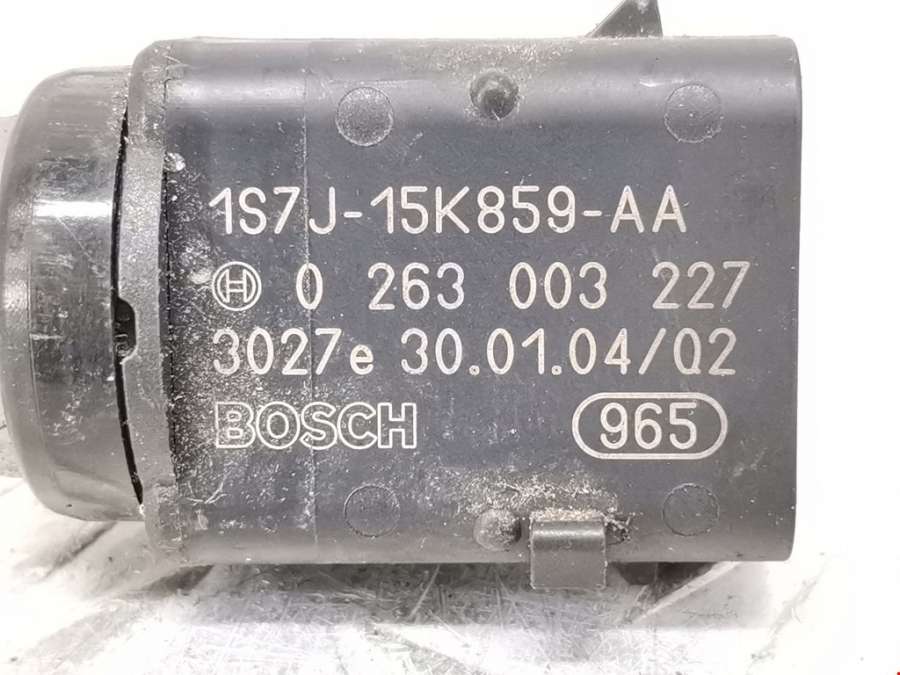 1S7J-15K859-AA
0 263 003 227
3027e 30.01.04/02
BOSCH 965